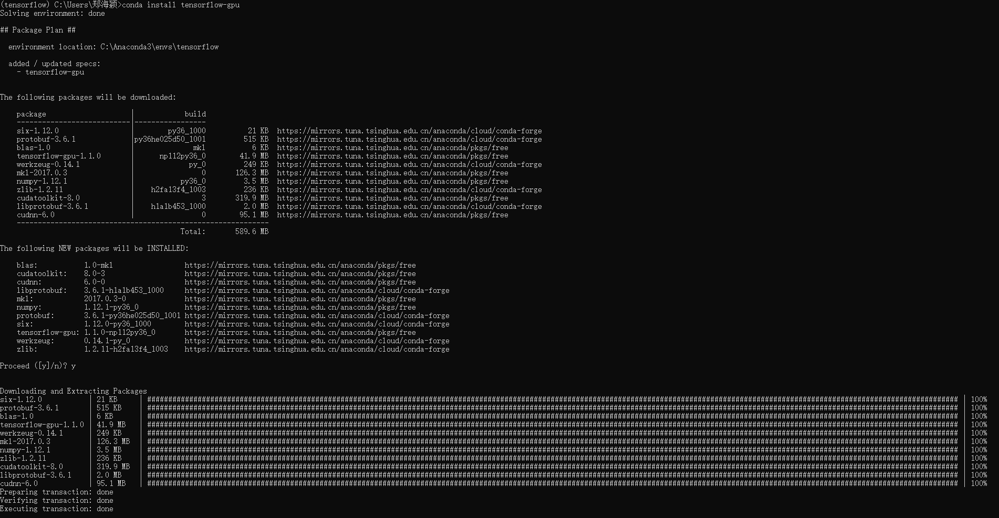 (tensorflow) C:\Users\郑海颖>conda install tensorflow-gpu
Solving environment: done
## Package Plan ##
environment location: C:\Anaconda3\envs\tensorflow
added / updated specs:
- tensorflow-gpu
The following packages will be downloaded:
package | build
---------------------------|-----------------
six-1.12.0 | py36_1000 21 KB https://mirrors.tuna.tsinghua.edu.cn/anaconda/cloud/conda-forge
protobuf-3.6.1 |py36he025d50_1001 515 KB https://mirrors.tuna.tsinghua.edu.cn/anaconda/cloud/conda-forge
blas-1.0 | mkl 6 KB https://mirrors.tuna.tsinghua.edu.cn/anaconda/pkgs/free
tensorflow-gpu-1.1.0 | np112py36_0 41.9 MB https://mirrors.tuna.tsinghua.edu.cn/anaconda/pkgs/free
werkzeug-0.14.1 | py_0 249 KB https://mirrors.tuna.tsinghua.edu.cn/anaconda/cloud/conda-forge
mkl-2017.0.3 | 0 126.3 MB https://mirrors.tuna.tsinghua.edu.cn/anaconda/pkgs/free
numpy-1.12.1 | py36_0 3.5 MB https://mirrors.tuna.tsinghua.edu.cn/anaconda/pkgs/free
zlib-1.2.11 | h2fa13f4_1003 236 KB https://mirrors.tuna.tsinghua.edu.cn/anaconda/cloud/conda-forge
cudatoolkit-8.0 | 3 319.9 MB https://mirrors.tuna.tsinghua.edu.cn/anaconda/pkgs/free
libprotobuf-3.6.1 | h1a1b453_1000 2.0 MB https://mirrors.tuna.tsinghua.edu.cn/anaconda/cloud/conda-forge
cudnn-6.0 | 0 95.1 MB https://mirrors.tuna.tsinghua.edu.cn/anaconda/pkgs/free
------------------------------------------------------------
Total: 589.6 MB
The following NEW packages will be INSTALLED:
blas: 1.0-mkl https://mirrors.tuna.tsinghua.edu.cn/anaconda/pkgs/free
cudatoolkit: 8.0-3 https://mirrors.tuna.tsinghua.edu.cn/anaconda/pkgs/free
cudnn: 6.0-0 https://mirrors.tuna.tsinghua.edu.cn/anaconda/pkgs/free
libprotobuf: 3.6.1-h1a1b453_1000 https://mirrors.tuna.tsinghua.edu.cn/anaconda/cloud/conda-forge
mkl: 2017.0.3-0 https://mirrors.tuna.tsinghua.edu.cn/anaconda/pkgs/free
numpy: 1.12.1-py36_0 https://mirrors.tuna.tsinghua.edu.cn/anaconda/pkgs/free
protobuf: 3.6.1-py36he025d50_1001 https://mirrors.tuna.tsinghua.edu.cn/anaconda/cloud/conda-forge
six: 1.12.0-py36_1000 https://mirrors.tuna.tsinghua.edu.cn/anaconda/cloud/conda-forge
tensorflow-gpu: 1.1.0-np112py36_0 https://mirrors.tuna.tsinghua.edu.cn/anaconda/pkgs/free
werkzeug: 0.14.1-py_0 https://mirrors.tuna.tsinghua.edu.cn/anaconda/cloud/conda-forge
zlib: 1.2.11-h2fa13f4_1003 https://mirrors.tuna.tsinghua.edu.cn/anaconda/cloud/conda-forge
Proceed ([y]/n)? y
Downloading and Extracting Packages
six-1.12.0 | 21 KB | ################ | 100%
protobuf-3.6.1 | 515 KB | ################ | 100%
blas-1.0 | 6 KB | ################ | 100%
tensorflow-gpu-1.1.0 | 41.9 MB | ################ | 100%
werkzeug-0.14.1 | 249 KB | ################ | 100%
mkl-2017.0.3 | 126.3 MB | ################ | 100%
numpy-1.12.1 | 3.5 MB | ################ | 100%
zlib-1.2.11 | 236 KB | ################ | 100%
cudatoolkit-8.0 | 319.9 MB | ################ | 100%
libprotobuf-3.6.1 | 2.0 MB | ################ | 100%
cudnn-6.0 | 95.1 MB | ################ | 100%
Preparing transaction: done
Verifying transaction: done
Executing transaction: done